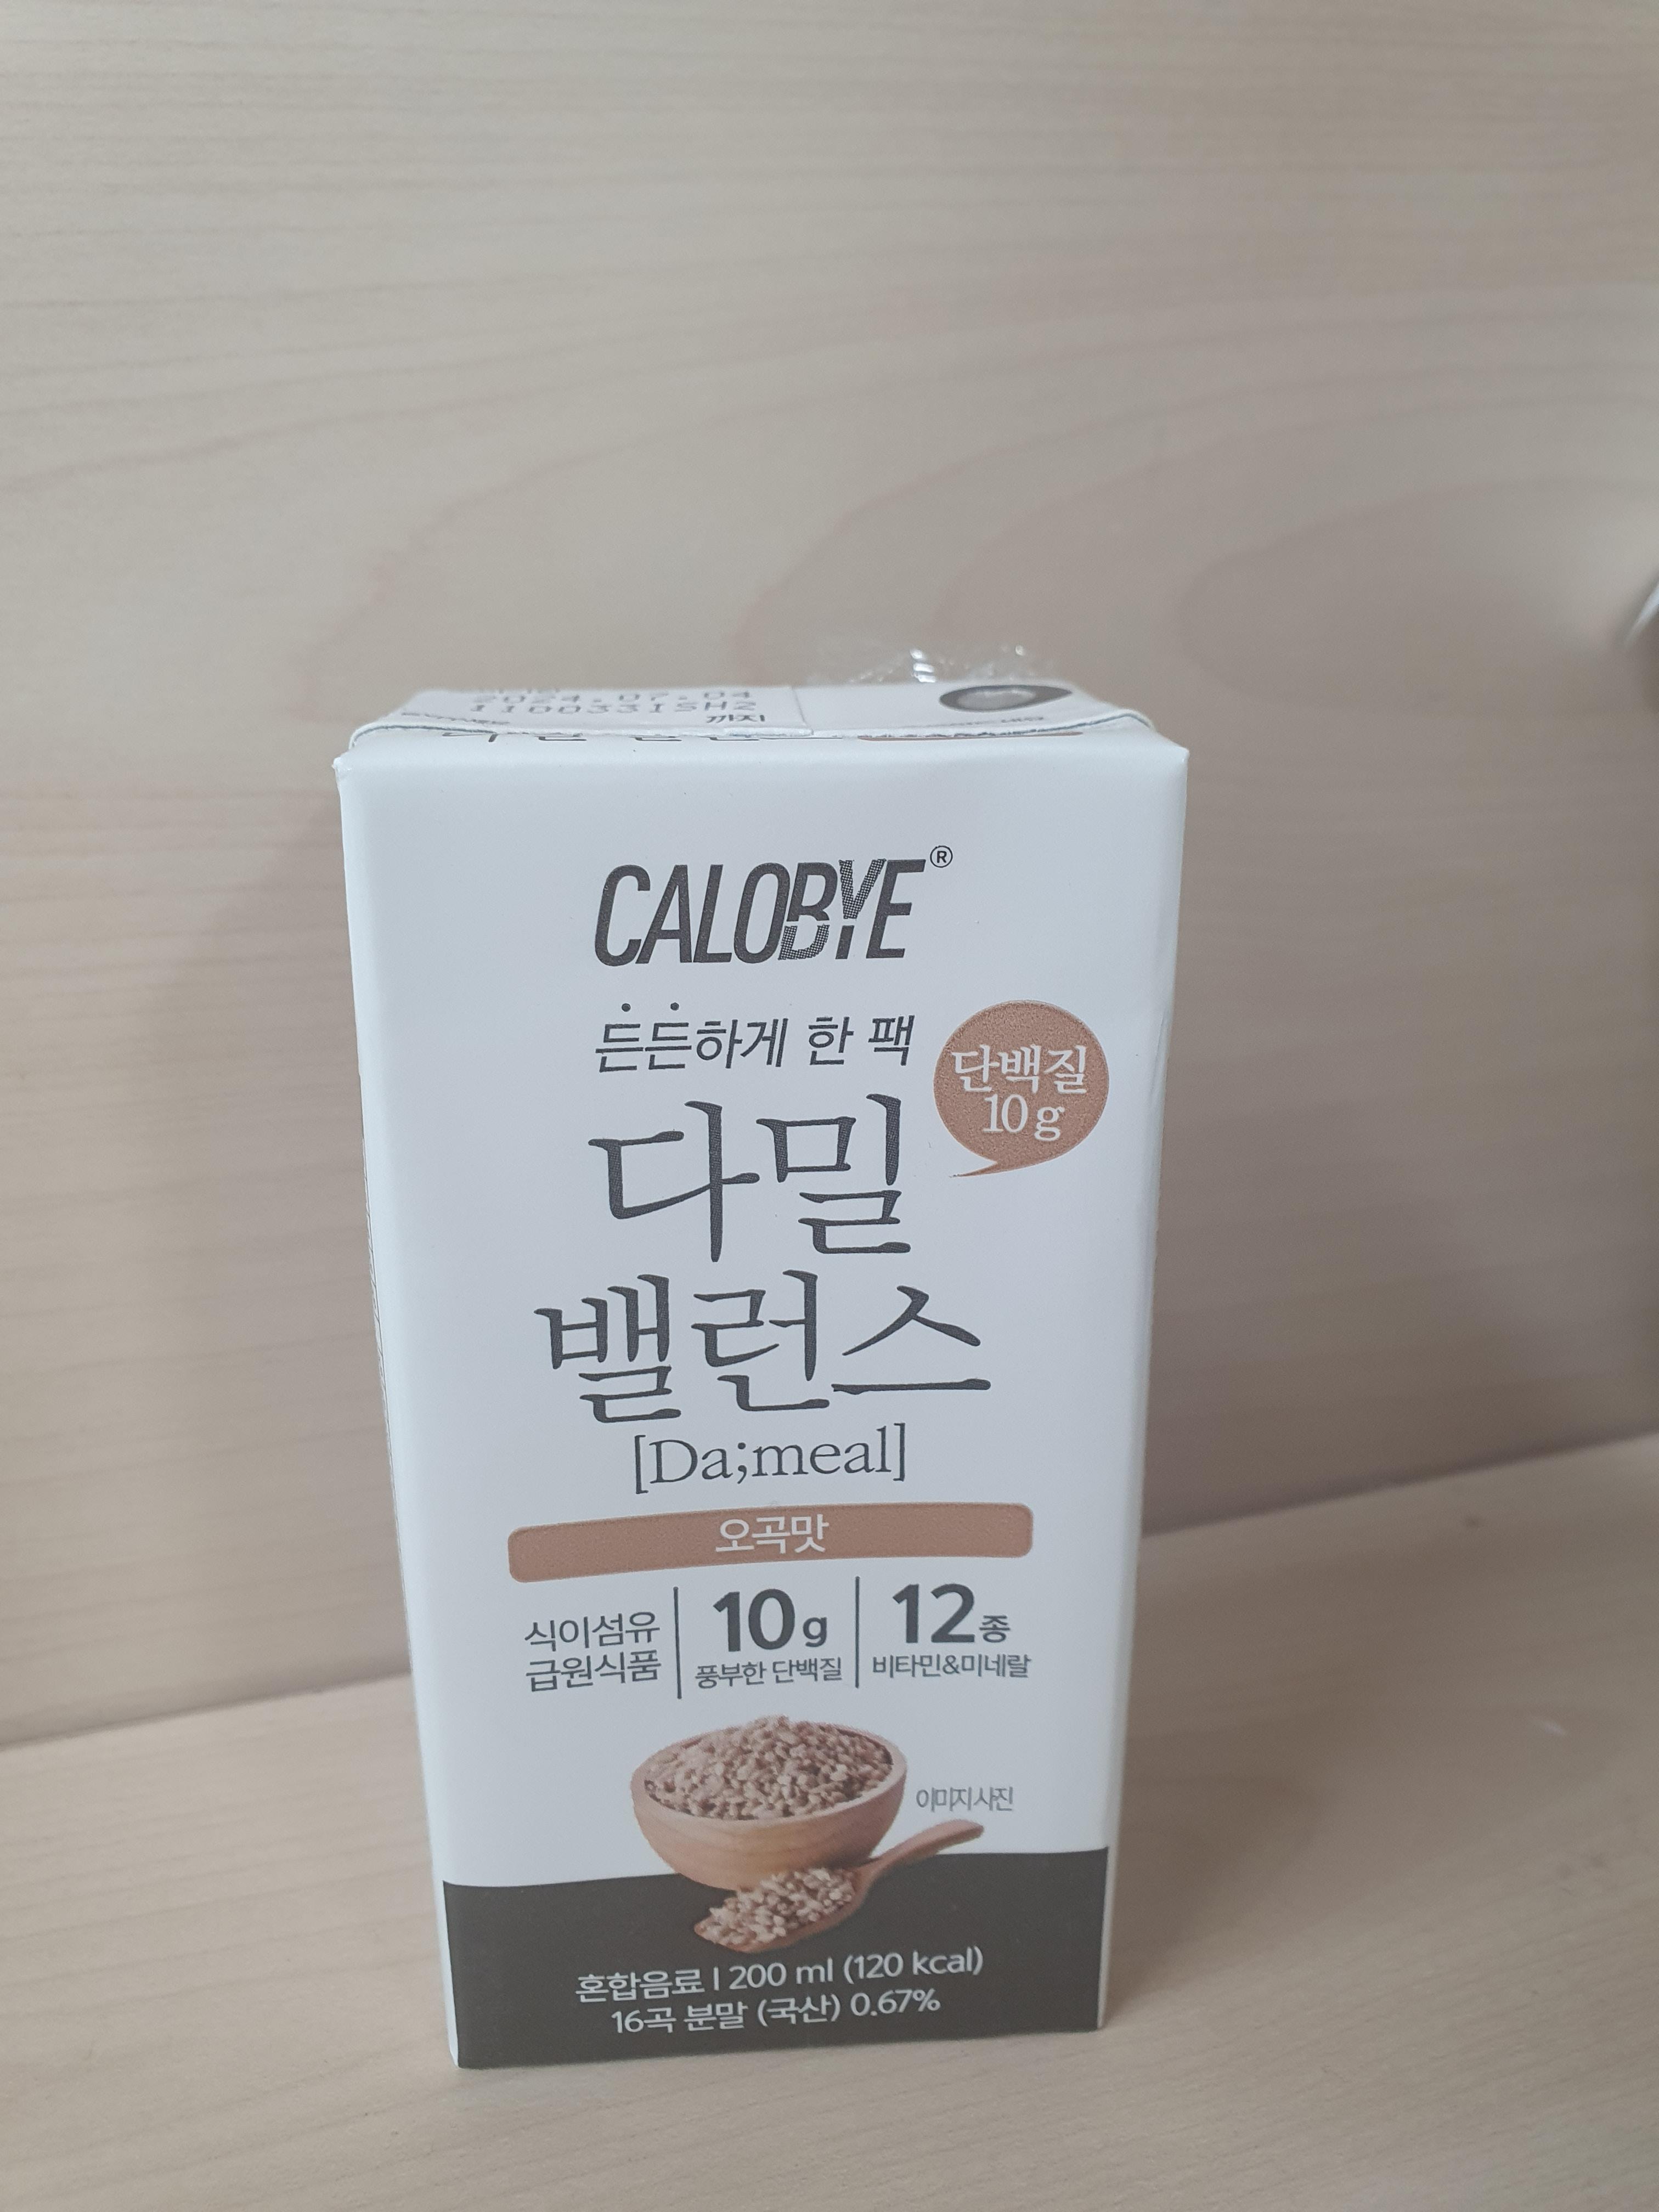 2024.07.04
110033ISH2
까지
CALOBYE®
든든하게 한 팩
단백질
10g
다밀
밸런스
[Da;meal]
오곡맛
식이섬유
급원식품
10g
풍부한 단백질
12종
비타민&미네랄
이미지사진
혼합음료 | 200 ml (120 kcal)
16곡 분말 (국산) 0.67%